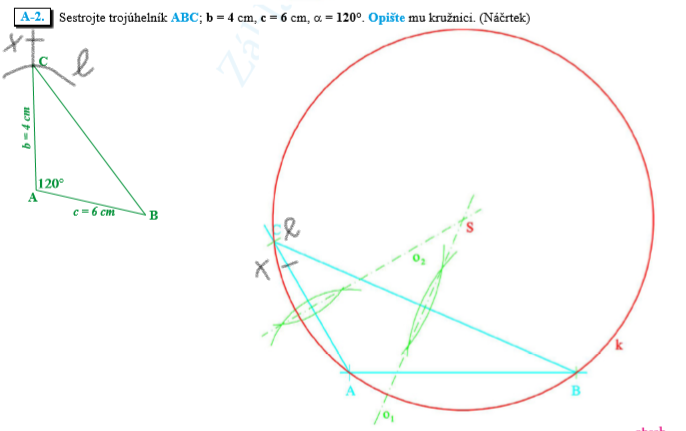 A-2. Sestrojte trojúhelník ABC; b = 4 cm, c = 6 cm, α = 120°. Opište mu kružnici. (Náčrtek)
x
C l
b = 4 cm
120°
A
c = 6 cm B
l
S
x
o₂
k
A B
o₁